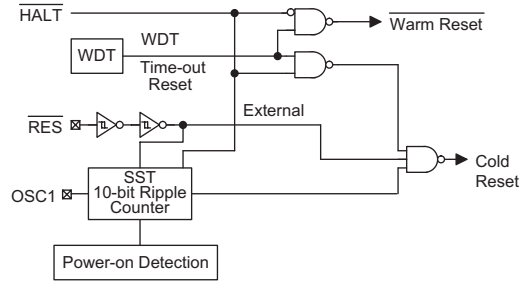 HALT
WDT
WDT
Time-out
Reset
Warm Reset
RES
External
SST
10-bit Ripple
Counter
OSC1
Cold
Reset
Power-on Detection